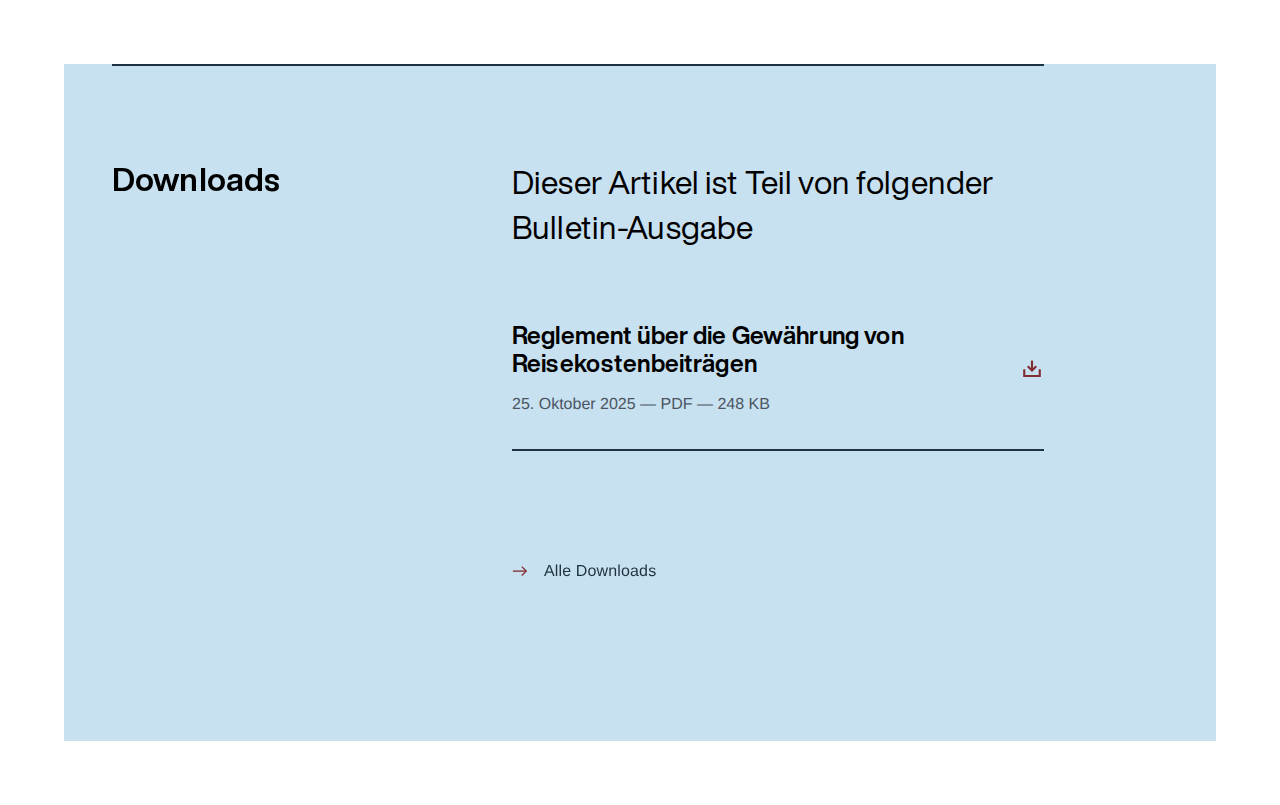 Downloads
Dieser Artikel ist Teil von folgender
Bulletin-Ausgabe
Reglement über die Gewährung von
Reisekostenbeiträgen
25. Oktober 2025 — PDF — 248 KB
Alle Downloads